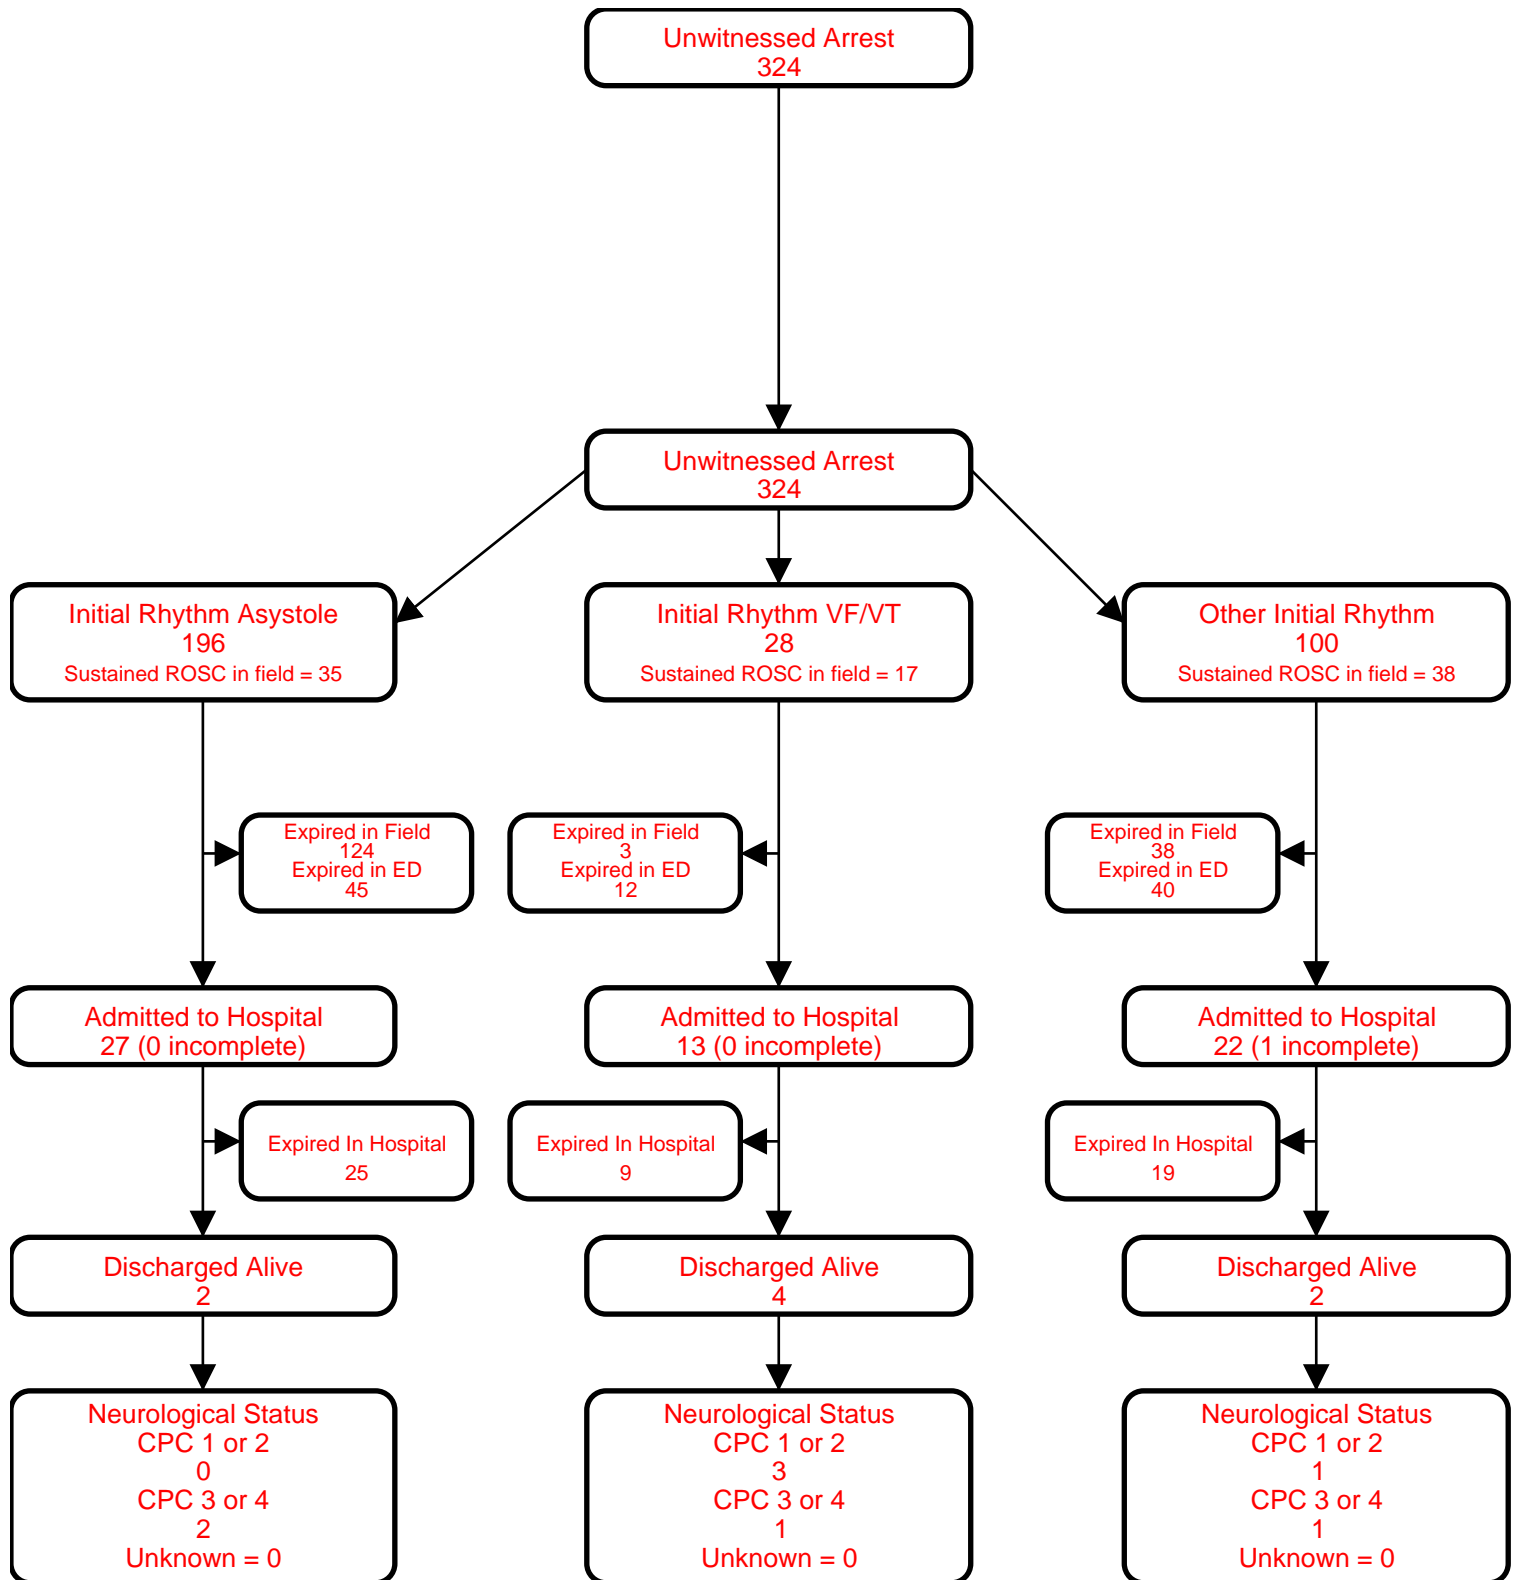 Unwitnessed Arrest
324
Unwitnessed Arrest
324
Initial Rhythm Asystole
196
Sustained ROSC in field = 35
Initial Rhythm VF/VT
28
Sustained ROSC in field = 17
Other Initial Rhythm
100
Sustained ROSC in field = 38
Expired in Field
124
Expired in ED
45
Expired in Field
3
Expired in ED
12
Expired in Field
38
Expired in ED
40
Admitted to Hospital
27 (0 incomplete)
Admitted to Hospital
13 (0 incomplete)
Admitted to Hospital
22 (1 incomplete)
Expired In Hospital
25
Expired In Hospital
9
Expired In Hospital
19
Discharged Alive
2
Discharged Alive
4
Discharged Alive
2
Neurological Status
CPC 1 or 2
0
CPC 3 or 4
2
Unknown = 0
Neurological Status
CPC 1 or 2
3
CPC 3 or 4
1
Unknown = 0
Neurological Status
CPC 1 or 2
1
CPC 3 or 4
1
Unknown = 0